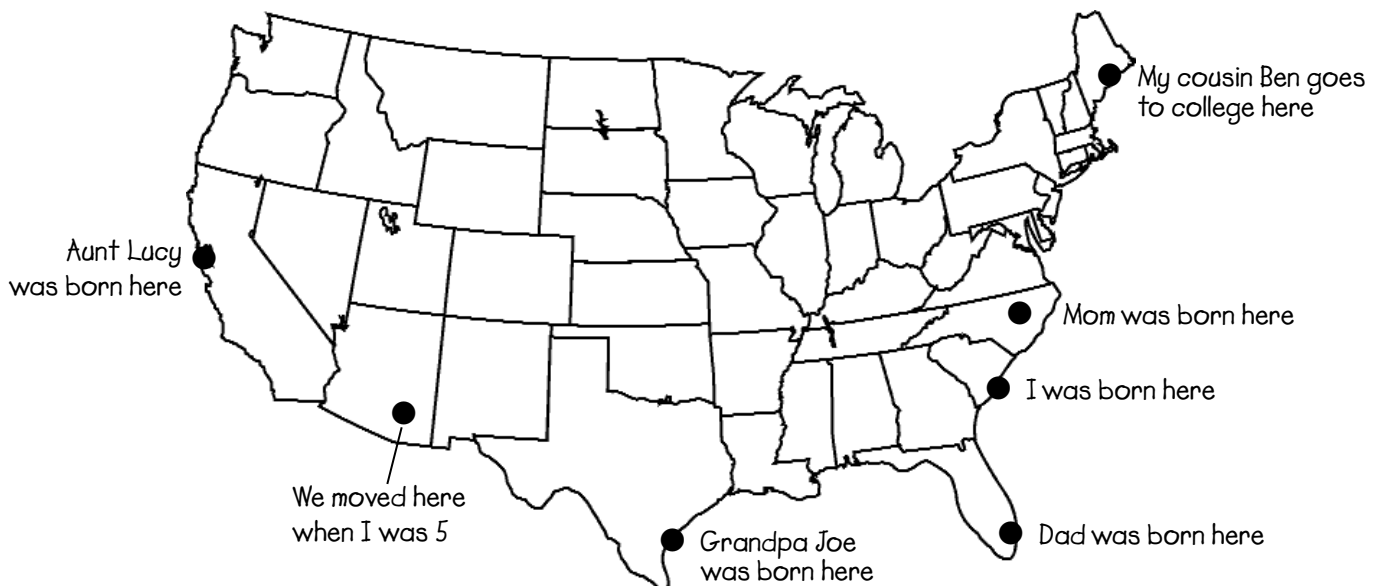 My cousin Ben goes
to college here
Aunt Lucy
was born here
Mom was born here
I was born here
We moved here
when I was 5
Grandpa Joe
was born here
Dad was born here